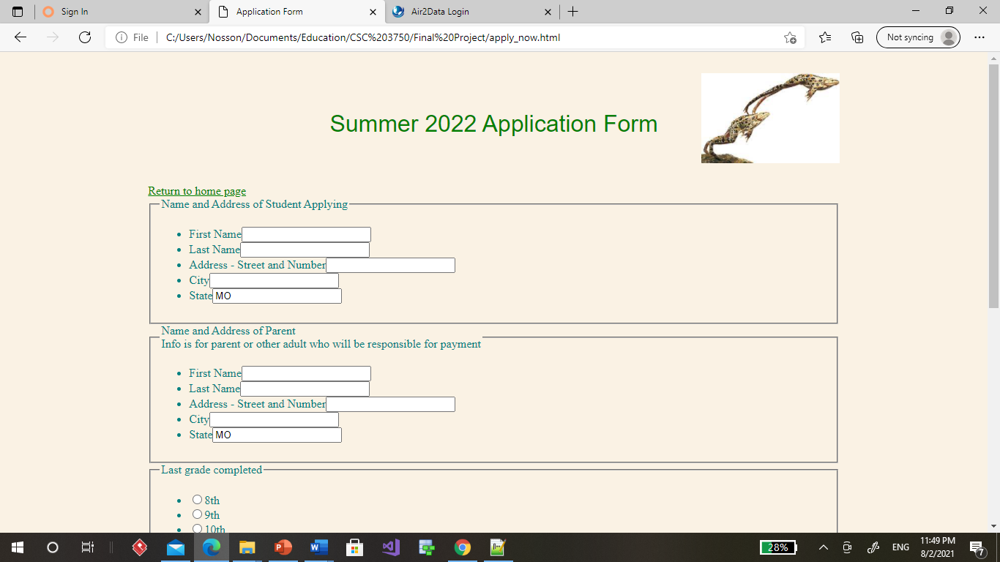 Sign In
Application Form
Air2Data Login
File
C:/Users/Nosson/Documents/Education/CSC%203750/Final%20Project/apply_now.html
Not syncing
Summer 2022 Application Form
Return to home page
Name and Address of Student Applying
First Name
Last Name
Address - Street and Number
City
State MO
Name and Address of Parent
Info is for parent or other adult who will be responsible for payment
First Name
Last Name
Address - Street and Number
City
State MO
Last grade completed
8th
9th
10th
28%
ENG
11:49 PM
8/2/2021
7